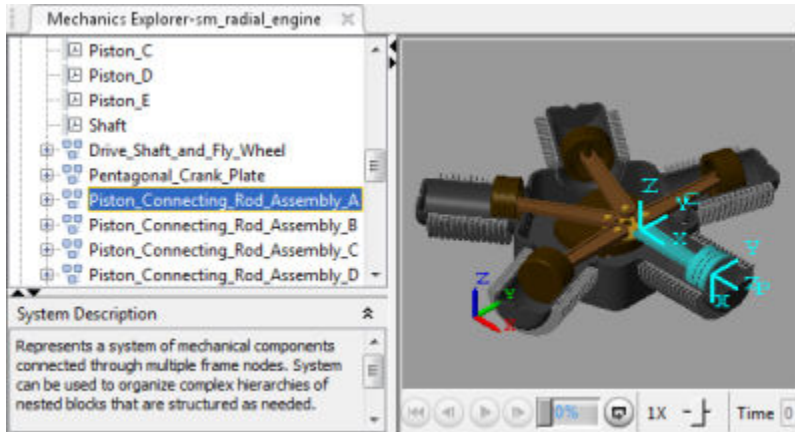 Mechanics Explorer-sm_radial_engine
Piston_C
Piston_D
Piston_E
Shaft
Drive_Shaft_and_Fly_Wheel
Pentagonal_Crank_Plate
Piston_Connecting_Rod_Assembly_A
Piston_Connecting_Rod_Assembly_B
Piston_Connecting_Rod_Assembly_C
Piston_Connecting_Rod_Assembly_D
System Description
Represents a system of mechanical components
connected through multiple frame nodes. System
can be used to organize complex hierarchies of
nested blocks that are structured as needed.
Z
Y
X
Y
X
Z
Y
X
0%
1X
Time 0